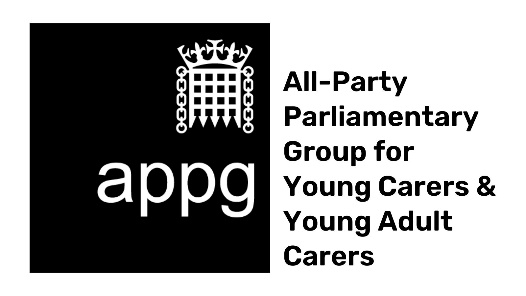 appg
All-Party
Parliamentary
Group for
Young Carers &
Young Adult
Carers